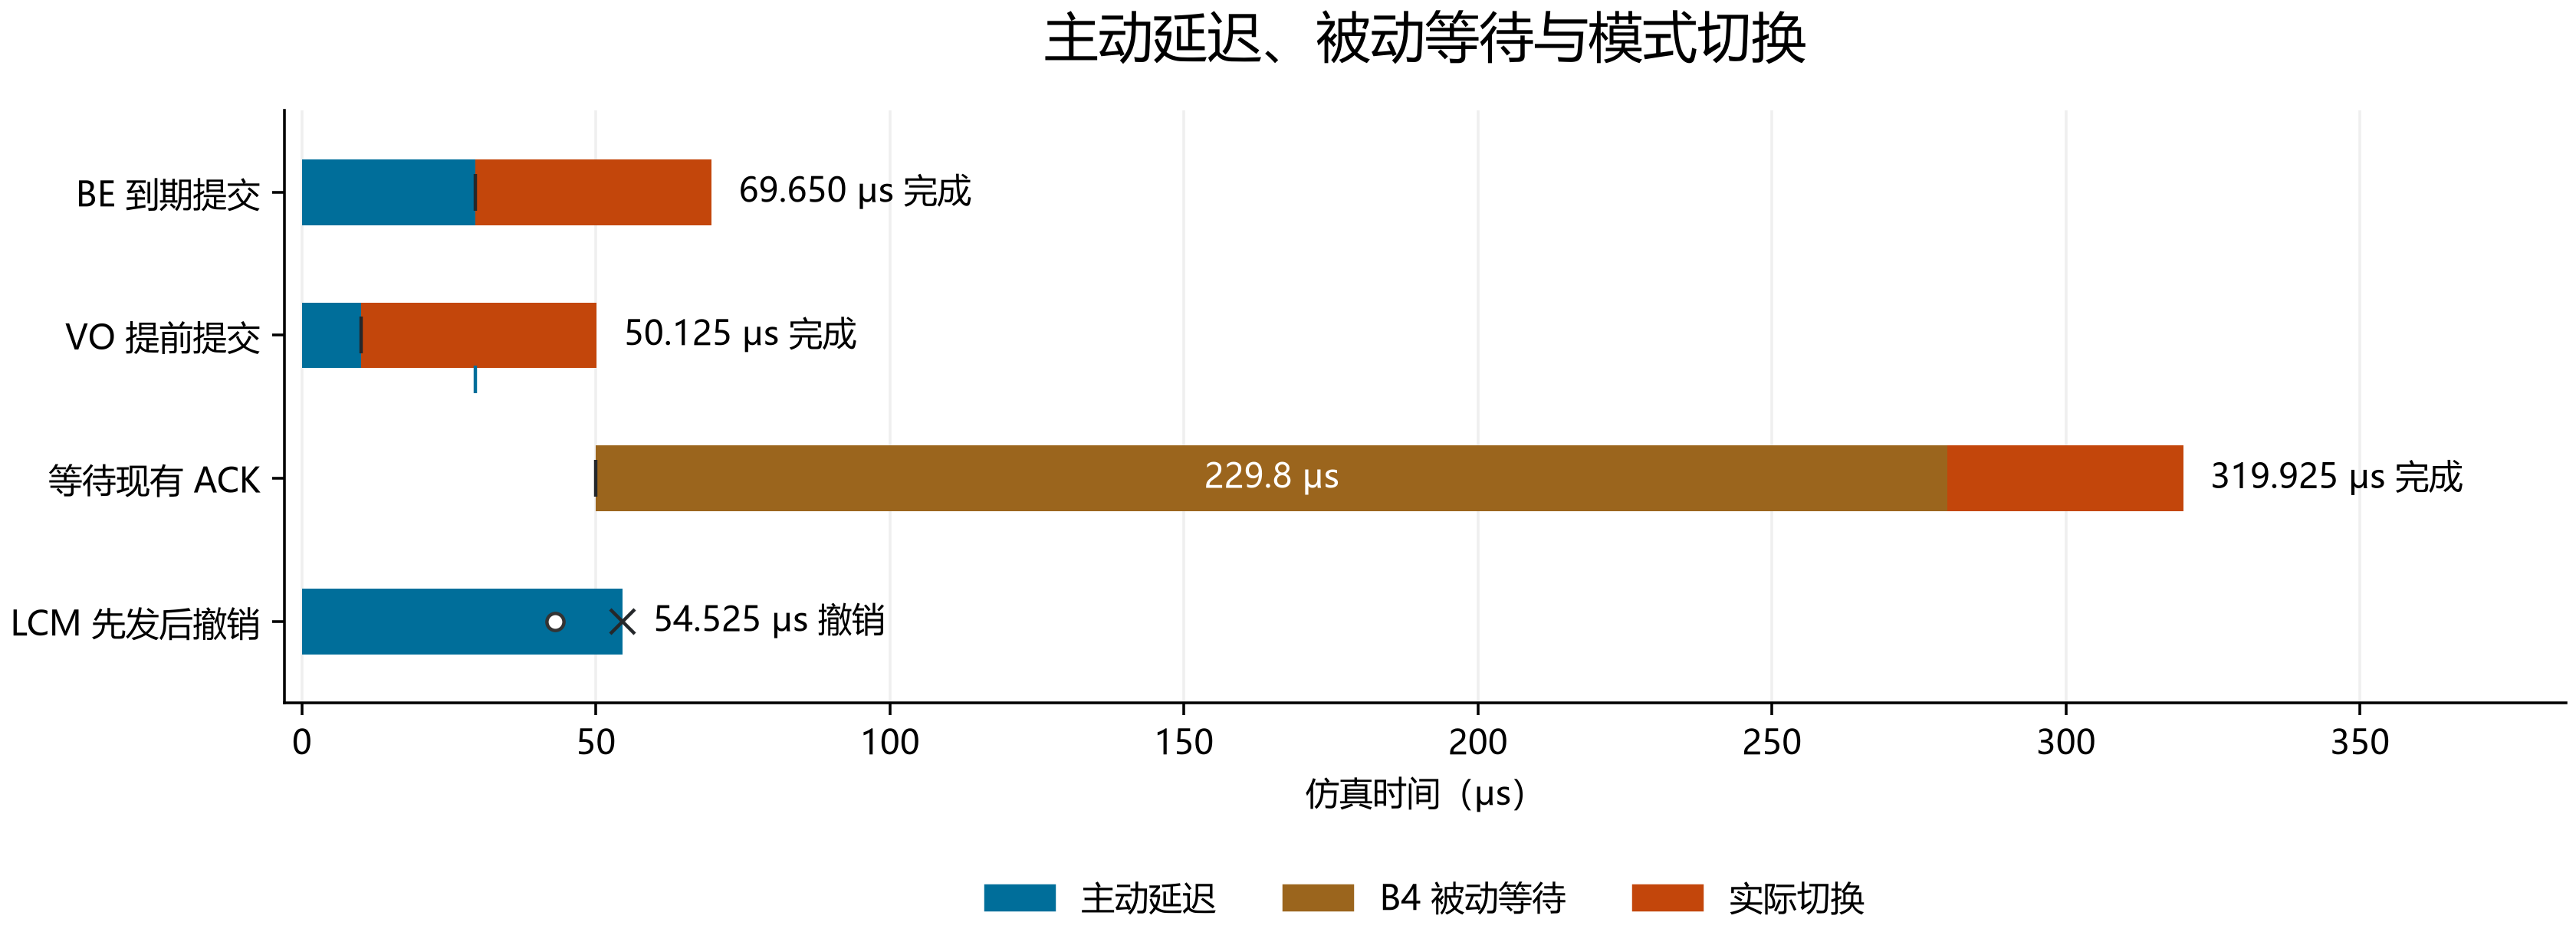 主动延迟、被动等待与模式切换
BE 到期提交
69.650 μs 完成
VO 提前提交
50.125 μs 完成
等待现有 ACK
229.8 μs
319.925 μs 完成
LCM 先发后撤销
54.525 μs 撤销
0 50 100 150 200 250 300 350
仿真时间（μs）
主动延迟 B4 被动等待 实际切换